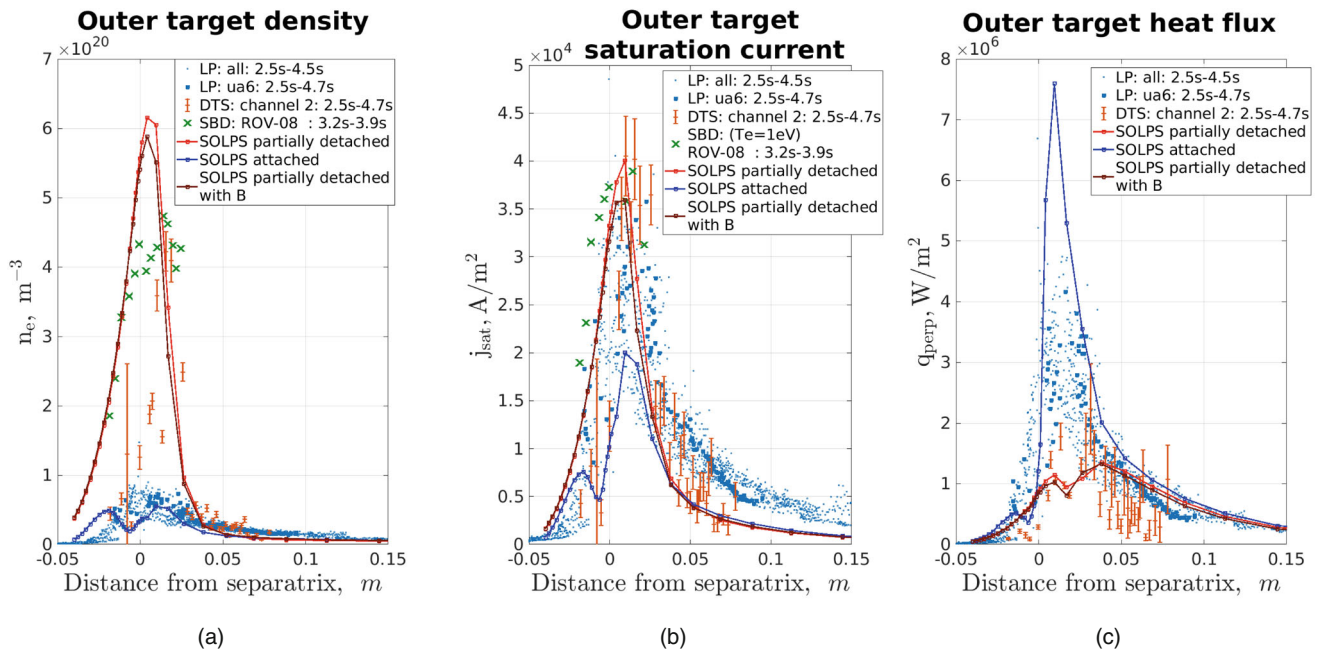 Outer target density
×10²⁰
7
6
5
4
3
2
1
0
nₑ, m⁻³
-0.05
0
0.05
0.1
0.15
Distance from separatrix, m
LP: all: 2.5s-4.5s
LP: ua6: 2.5s-4.7s
DTS: channel 2: 2.5s-4.7s
SBD: ROV-08 : 3.2s-3.9s
SOLPS partially detached
SOLPS attached
SOLPS partially detached
with B
(a)
Outer target
saturation current
×10⁴
5
4.5
4
3.5
3
2.5
2
1.5
1
0.5
0
j_sat, A/m²
-0.05
0
0.05
0.1
0.15
Distance from separatrix, m
LP: all: 2.5s-4.5s
LP: ua6: 2.5s-4.7s
DTS: channel 2: 2.5s-4.7s
SBD: (Te=1eV)
ROV-08 : 3.2s-3.9s
SOLPS partially detached
SOLPS attached
SOLPS partially detached
with B
(b)
Outer target heat flux
×10⁶
8
7
6
5
4
3
2
1
0
q_perp, W/m²
-0.05
0
0.05
0.1
0.15
Distance from separatrix, m
LP: all: 2.5s-4.5s
LP: ua6: 2.5s-4.7s
DTS: channel 2: 2.5s-4.7s
SOLPS partially detached
SOLPS attached
SOLPS partially detached
with B
(c)